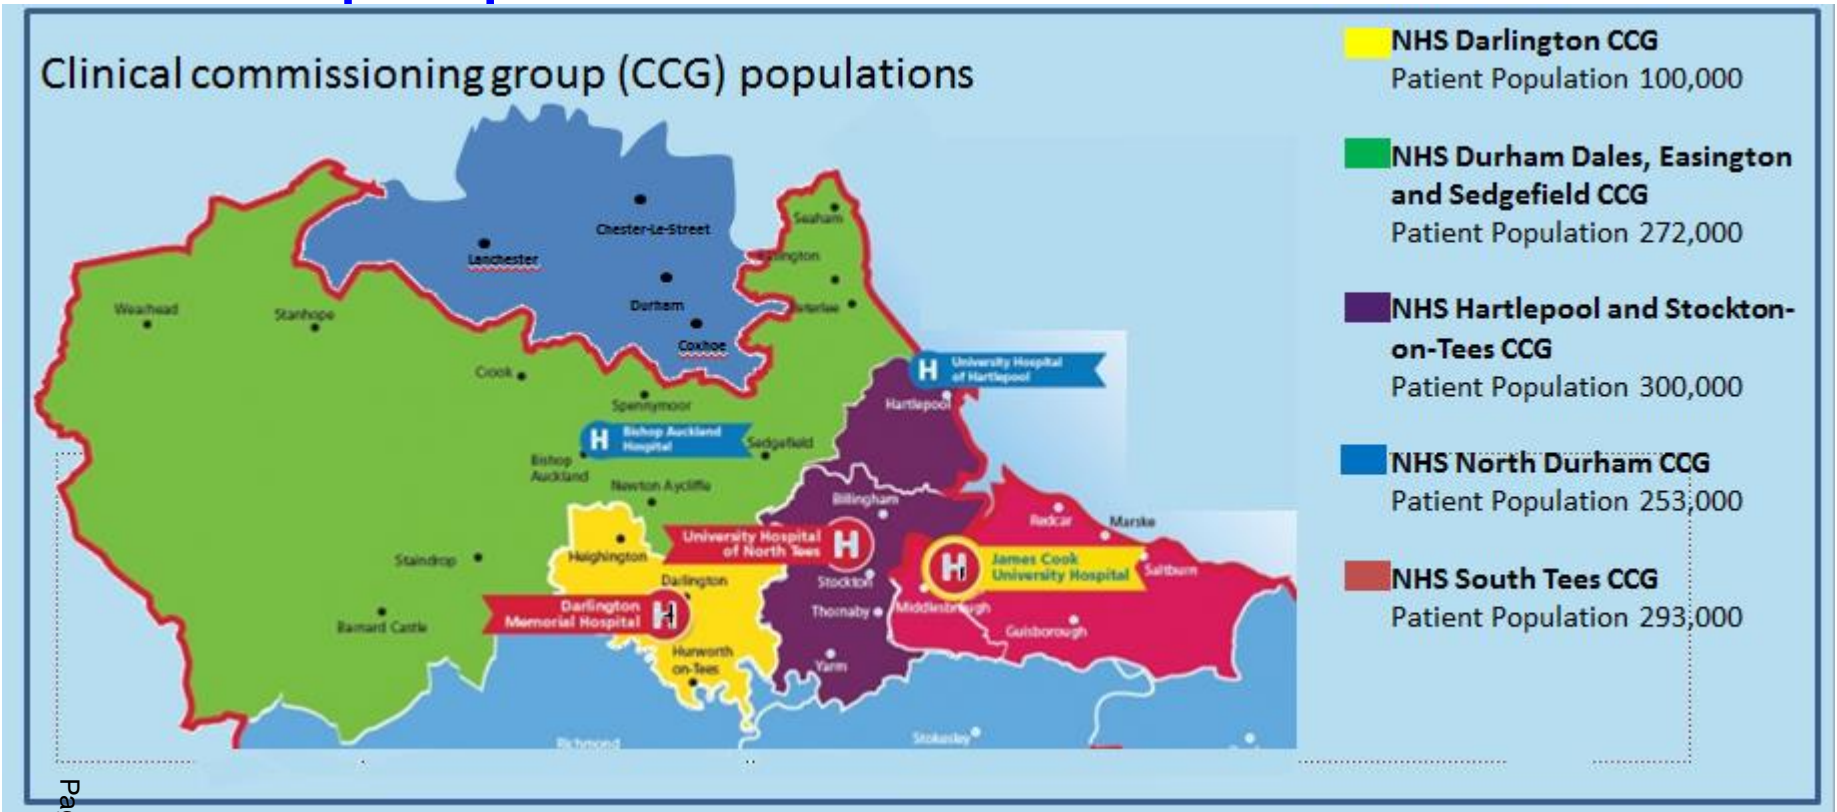 Clinical commissioning group (CCG) populations
NHS Darlington CCG
Patient Population 100,000
NHS Durham Dales, Easington
and Sedgefield CCG
Patient Population 272,000
NHS Hartlepool and Stockton-
on-Tees CCG
Patient Population 300,000
NHS North Durham CCG
Patient Population 253,000
NHS South Tees CCG
Patient Population 293,000
Seaham
Chester-Le-Street
Lanchester
Durham
Coxhoe
Wearhead
Stanhope
Crook
Spennymoor
H University Hospital
of Hartlepool
Hartlepool
H Bishop Auckland
Hospital
Sedgefield
Bishop
Auckland
Newton Aycliffe
Billingham
Redcar
Marske
University Hospital
of North Tees H
Heighington
Staindrop
Darlington
Stockton
H James Cook
University Hospital
Saltburn
Darlington
Memorial Hospital H
Thornaby
Middlesbrough
Guisborough
Barnard Castle
Hurworth
on-Tees
Yarm
Richmond
Stokesley
Pa